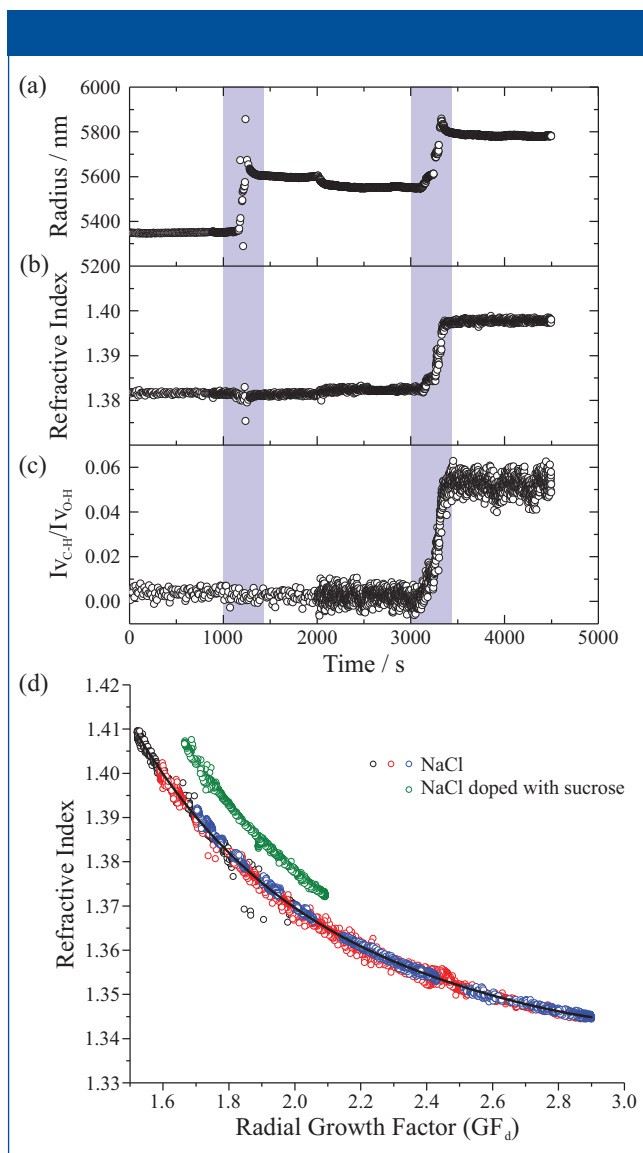 (a)
6000
5800
5600
5400
5200
Radius / nm
(b)
1.40
1.39
1.38
Refractive Index
(c)
0.06
0.04
0.02
0.00
Iv_C-H/Iv_O-H
0 1000 2000 3000 4000 5000
Time / s
(d)
1.42
1.41
1.40
1.39
1.38
1.37
1.36
1.35
1.34
1.33
Refractive Index
NaCl
NaCl doped with sucrose
1.6 1.8 2.0 2.2 2.4 2.6 2.8 3.0
Radial Growth Factor (GF_d)